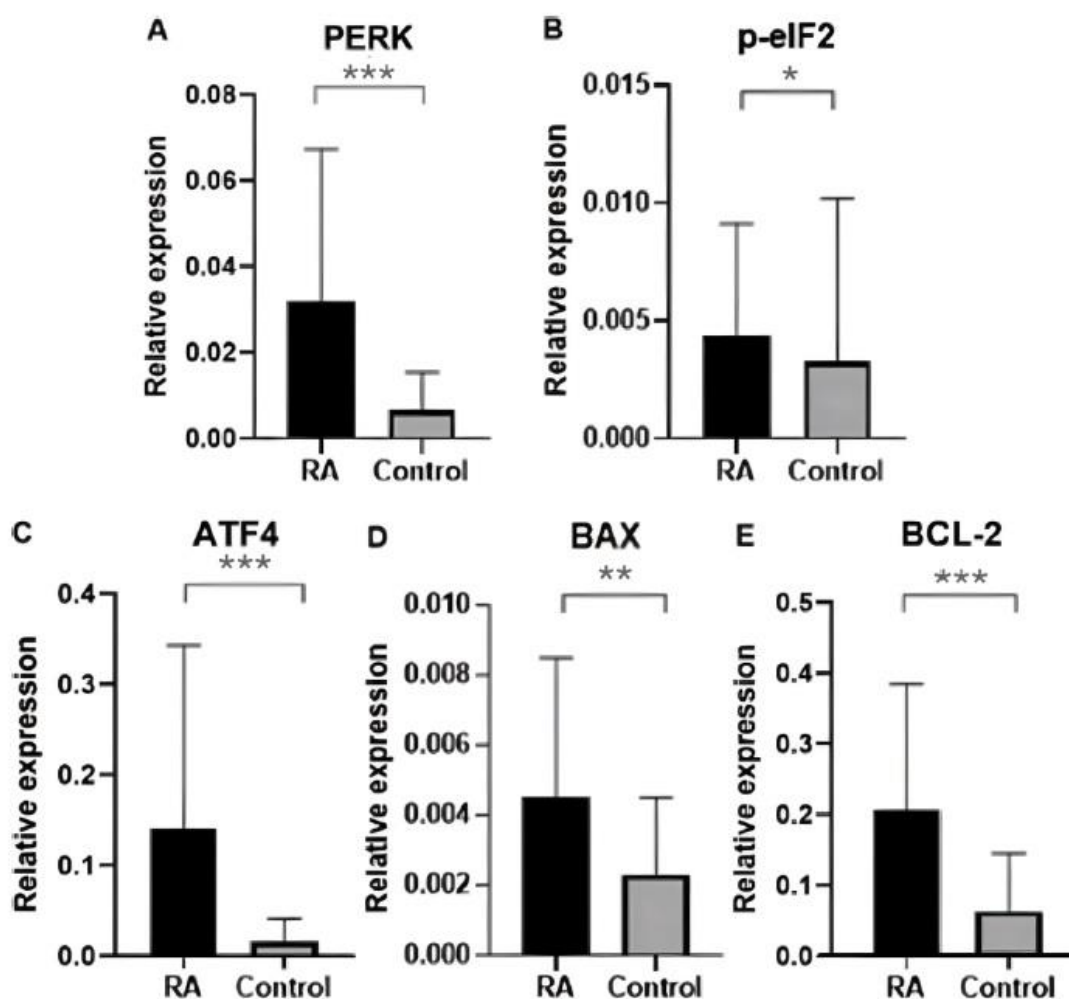 A
PERK
***
Relative expression
0.08
0.06
0.04
0.02
0.00
RA Control
B
p-eIF2
*
Relative expression
0.015
0.010
0.005
0.000
RA Control
C
ATF4
***
Relative expression
0.4
0.3
0.2
0.1
0.0
RA Control
D
BAX
**
Relative expression
0.010
0.008
0.006
0.004
0.002
0.000
RA Control
E
BCL-2
***
Relative expression
0.5
0.4
0.3
0.2
0.1
0.0
RA Control